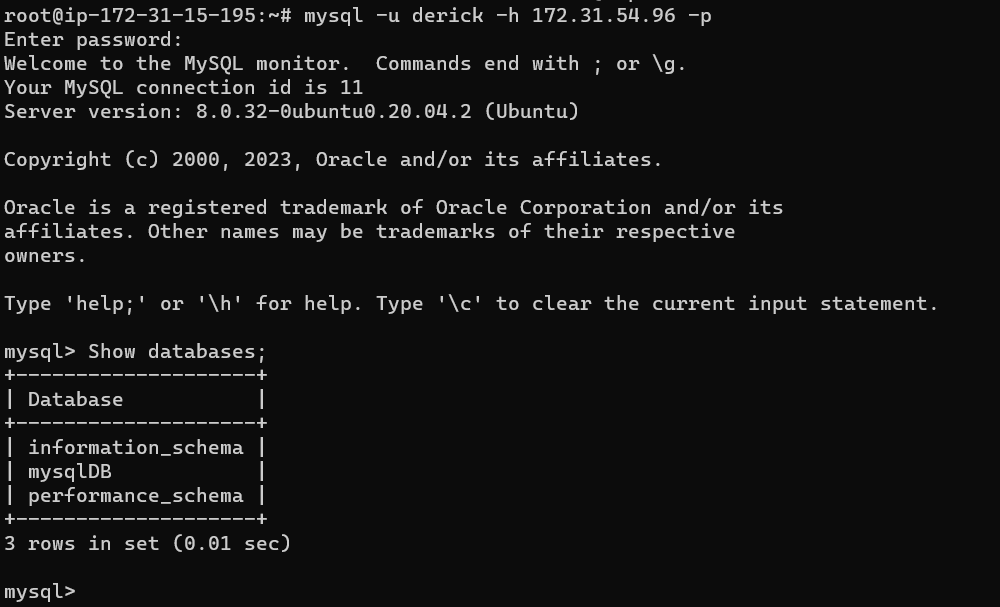 root@ip-172-31-15-195:~# mysql -u derick -h 172.31.54.96 -p
Enter password:
Welcome to the MySQL monitor.  Commands end with ; or \g.
Your MySQL connection id is 11
Server version: 8.0.32-0ubuntu0.20.04.2 (Ubuntu)

Copyright (c) 2000, 2023, Oracle and/or its affiliates.

Oracle is a registered trademark of Oracle Corporation and/or its
affiliates. Other names may be trademarks of their respective
owners.

Type 'help;' or '\h' for help. Type '\c' to clear the current input statement.

mysql> Show databases;
+--------------------+
| Database           |
+--------------------+
| information_schema |
| mysqlDB            |
| performance_schema |
+--------------------+
3 rows in set (0.01 sec)

mysql>